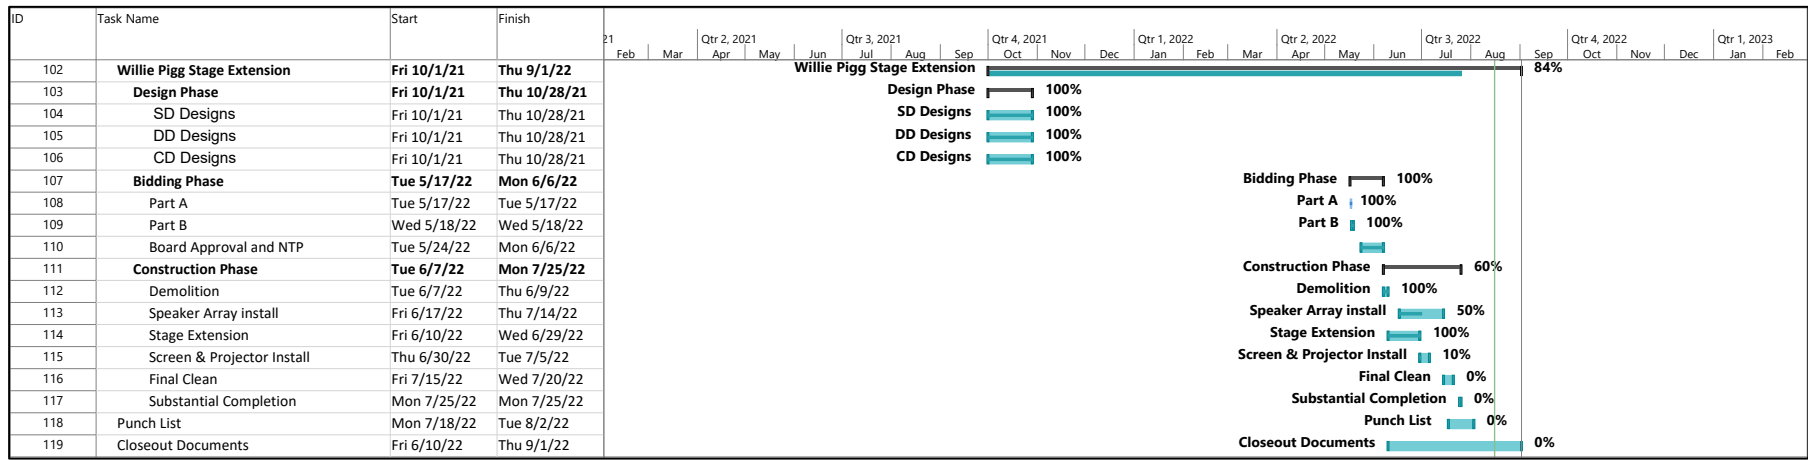 ID Task Name Start Finish
21 Qtr 2, 2021 Qtr 3, 2021 Qtr 4, 2021 Qtr 1, 2022 Qtr 2, 2022 Qtr 3, 2022 Qtr 4, 2022 Qtr 1, 2023
Feb Mar Apr May Jun Jul Aug Sep Oct Nov Dec Jan Feb Mar Apr May Jun Jul Aug Sep Oct Nov Dec Jan Feb
102 Willie Pigg Stage Extension Fri 10/1/21 Thu 9/1/22 Willie Pigg Stage Extension 84%
103 Design Phase Fri 10/1/21 Thu 10/28/21 Design Phase 100%
104 SD Designs Fri 10/1/21 Thu 10/28/21 SD Designs 100%
105 DD Designs Fri 10/1/21 Thu 10/28/21 DD Designs 100%
106 CD Designs Fri 10/1/21 Thu 10/28/21 CD Designs 100%
107 Bidding Phase Tue 5/17/22 Mon 6/6/22 Bidding Phase 100%
108 Part A Tue 5/17/22 Tue 5/17/22 Part A 100%
109 Part B Wed 5/18/22 Wed 5/18/22 Part B 100%
110 Board Approval and NTP Tue 5/24/22 Mon 6/6/22
111 Construction Phase Tue 6/7/22 Mon 7/25/22 Construction Phase 60%
112 Demolition Tue 6/7/22 Thu 6/9/22 Demolition 100%
113 Speaker Array install Fri 6/17/22 Thu 7/14/22 Speaker Array install 50%
114 Stage Extension Fri 6/10/22 Wed 6/29/22 Stage Extension 100%
115 Screen & Projector Install Thu 6/30/22 Tue 7/5/22 Screen & Projector Install 10%
116 Final Clean Fri 7/15/22 Wed 7/20/22 Final Clean 0%
117 Substantial Completion Mon 7/25/22 Mon 7/25/22 Substantial Completion 0%
118 Punch List Mon 7/18/22 Tue 8/2/22 Punch List 0%
119 Closeout Documents Fri 6/10/22 Thu 9/1/22 Closeout Documents 0%